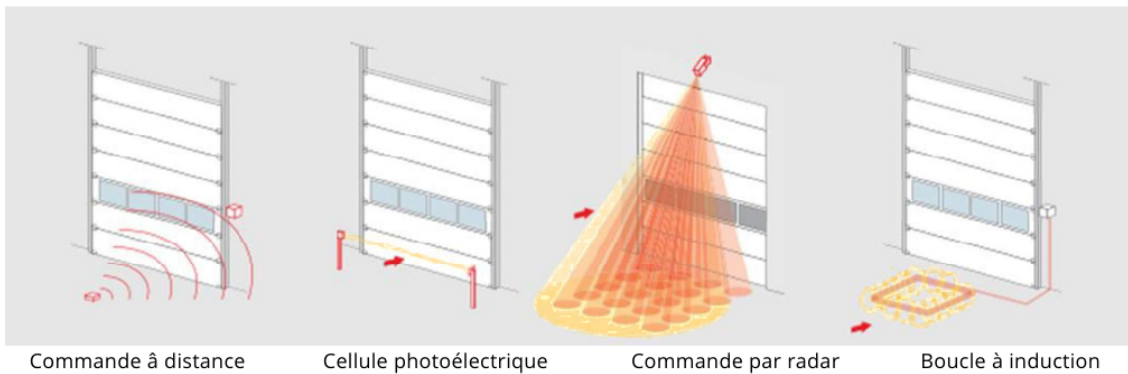 Commande â distance
Cellule photoélectrique
Commande par radar
Boucle à induction